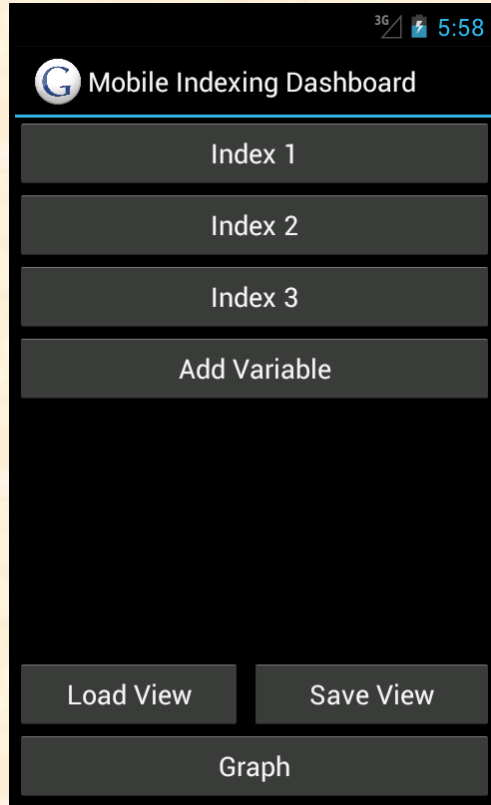 3G 5:58
G Mobile Indexing Dashboard
Index 1
Index 2
Index 3
Add Variable
Load View Save View
Graph